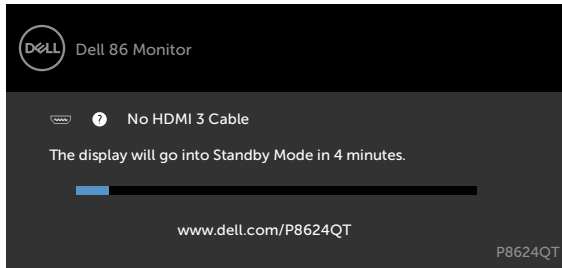 DELL Dell 86 Monitor
? No HDMI 3 Cable
The display will go into Standby Mode in 4 minutes.
www.dell.com/P8624QT
P8624QT